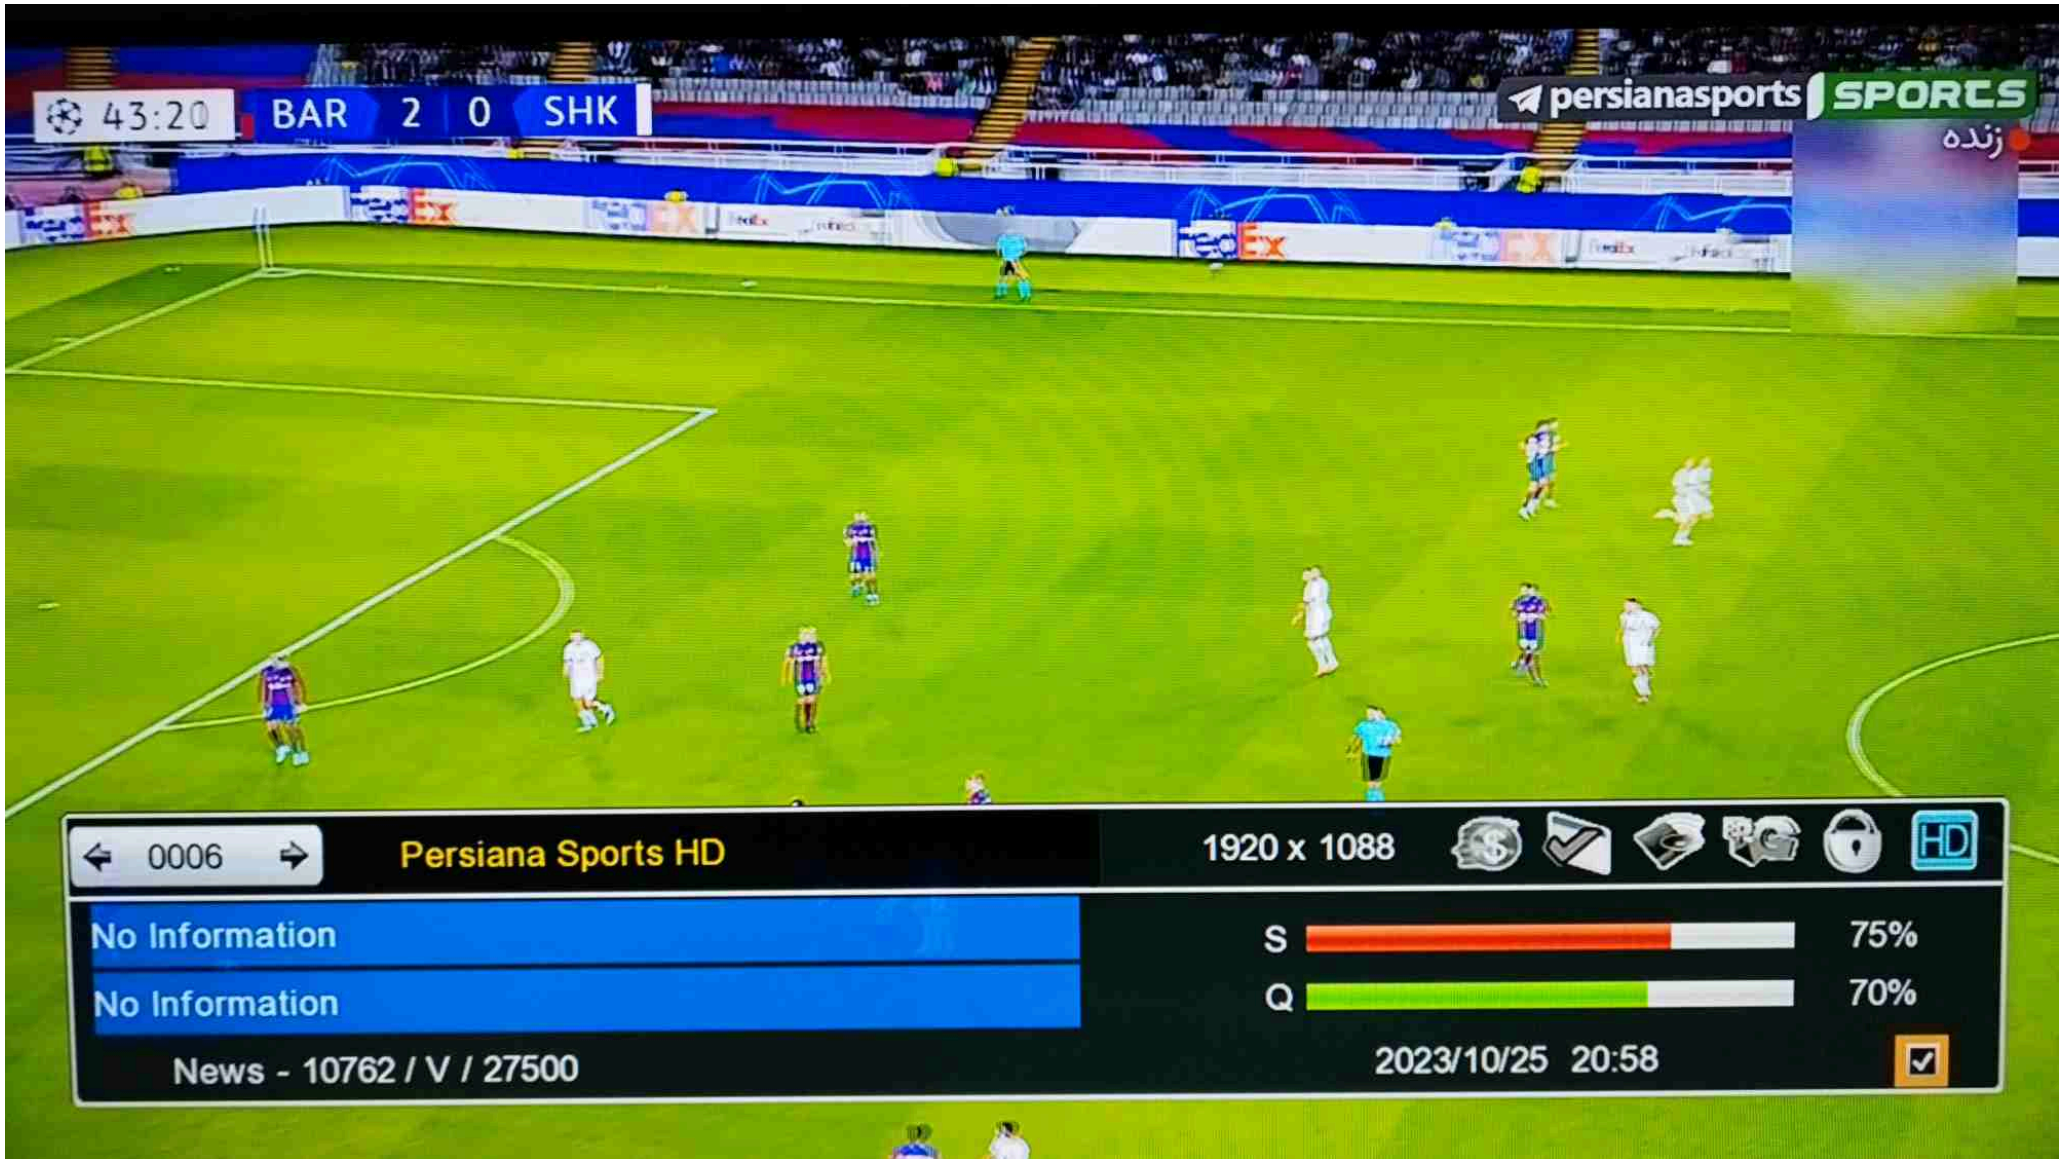 43:20 BAR 2 0 SHK
persianasports SPORTS
زنده
FedEx
0006 Persiana Sports HD 1920 x 1088 HD
No Information
S 75%
No Information
Q 70%
News - 10762 / V / 27500
2023/10/25 20:58